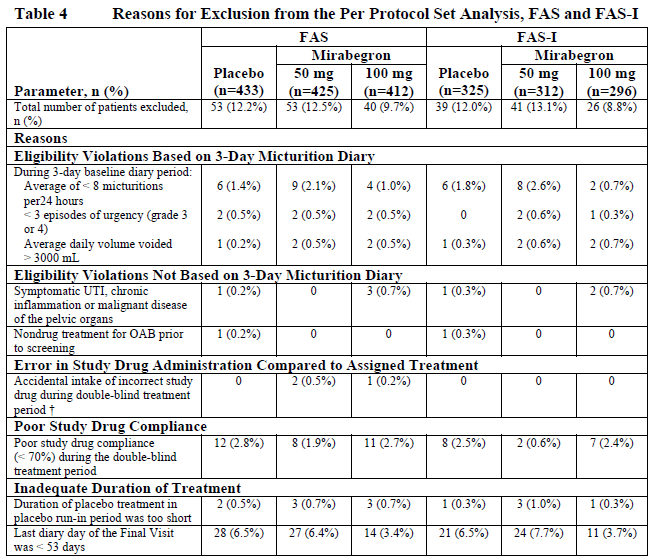 Table 4 Reasons for Exclusion from the Per Protocol Set Analysis, FAS and FAS-I
FAS FAS-I
Mirabegron Mirabegron
Placebo 50 mg 100 mg Placebo 50 mg 100 mg
Parameter, n (%) (n=433) (n=425) (n=412) (n=325) (n=312) (n=296)
Total number of patients excluded, 53 (12.2%) 53 (12.5%) 40 (9.7%) 39 (12.0%) 41 (13.1%) 26 (8.8%)
n (%)
Reasons
Eligibility Violations Based on 3-Day Micturition Diary
During 3-day baseline diary period:
Average of < 8 micturitions 6 (1.4%) 9 (2.1%) 4 (1.0%) 6 (1.8%) 8 (2.6%) 2 (0.7%)
per24 hours
< 3 episodes of urgency (grade 3 2 (0.5%) 2 (0.5%) 2 (0.5%) 0 2 (0.6%) 1 (0.3%)
or 4)
Average daily volume voided 1 (0.2%) 2 (0.5%) 2 (0.5%) 1 (0.3%) 2 (0.6%) 2 (0.7%)
> 3000 mL
Eligibility Violations Not Based on 3-Day Micturition Diary
Symptomatic UTI, chronic 1 (0.2%) 0 3 (0.7%) 1 (0.3%) 0 2 (0.7%)
inflammation or malignant disease
of the pelvic organs
Nondrug treatment for OAB prior 1 (0.2%) 0 0 1 (0.3%) 0 0
to screening
Error in Study Drug Administration Compared to Assigned Treatment
Accidental intake of incorrect study 0 2 (0.5%) 1 (0.2%) 0 0 0
drug during double-blind treatment
period †
Poor Study Drug Compliance
Poor study drug compliance 12 (2.8%) 8 (1.9%) 11 (2.7%) 8 (2.5%) 2 (0.6%) 7 (2.4%)
(< 70%) during the double-blind
treatment period
Inadequate Duration of Treatment
Duration of placebo treatment in 2 (0.5%) 3 (0.7%) 3 (0.7%) 1 (0.3%) 3 (1.0%) 1 (0.3%)
placebo run-in period was too short
Last diary day of the Final Visit 28 (6.5%) 27 (6.4%) 14 (3.4%) 21 (6.5%) 24 (7.7%) 11 (3.7%)
was < 53 days